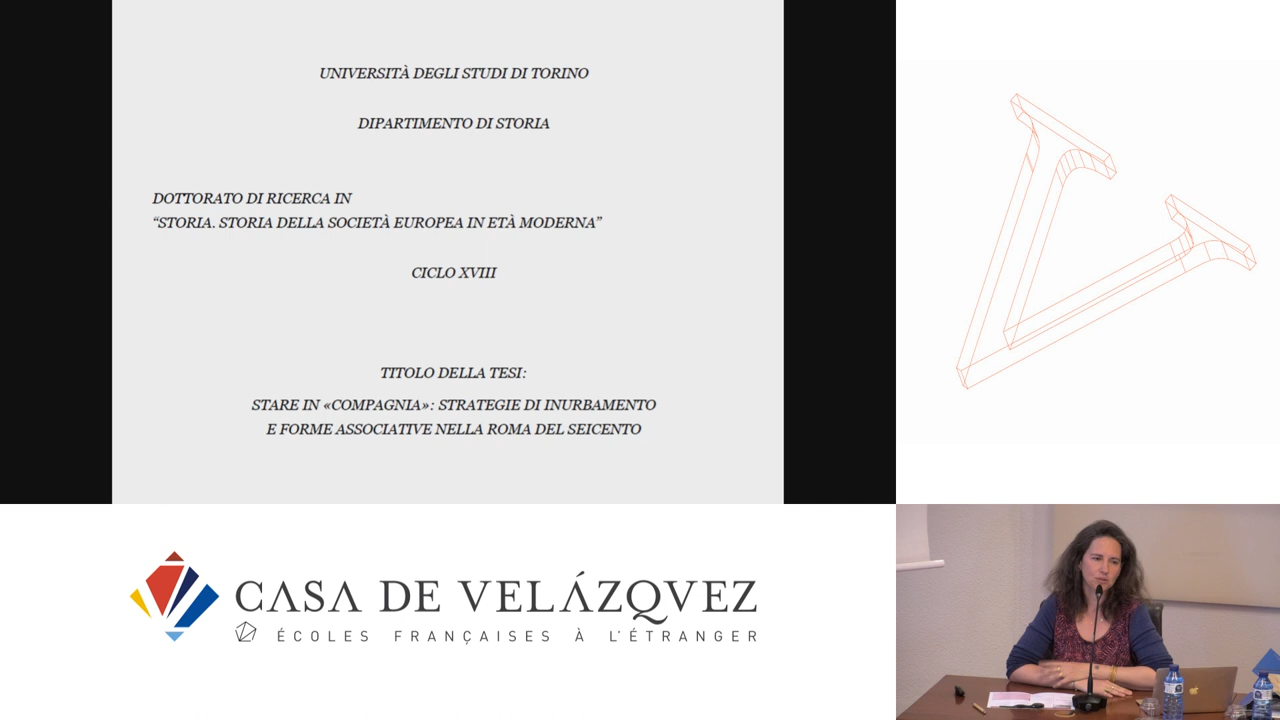 UNIVERSITÀ DEGLI STUDI DI TORINO
DIPARTIMENTO DI STORIA
DOTTORATO DI RICERCA IN
“STORIA. STORIA DELLA SOCIETÀ EUROPEA IN ETÀ MODERNA”
CICLO XVIII
TITOLO DELLA TESI:
STARE IN «COMPAGNIA»: STRATEGIE DI INURBAMENTO
E FORME ASSOCIATIVE NELLA ROMA DEL SEICENTO
CASA DE VELÁZQVEZ
ÉCOLES FRANÇAISES À L'ÉTRANGER